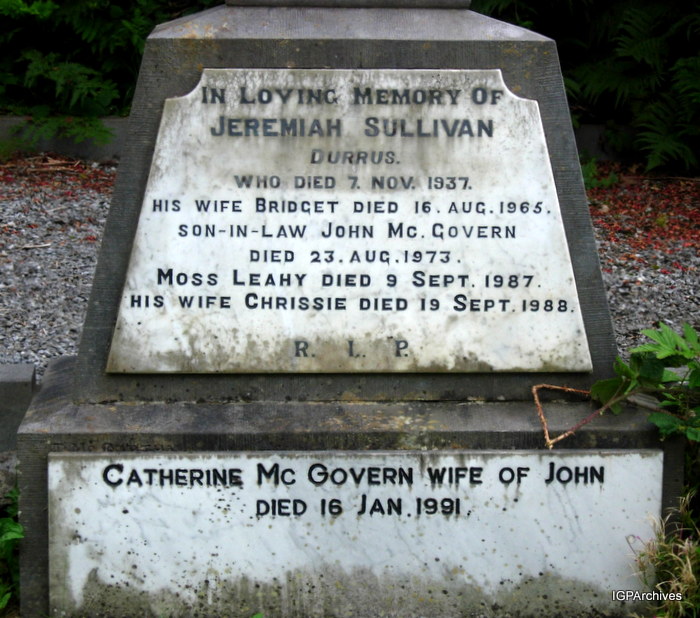 In Loving Memory Of
Jeremiah Sullivan
Durrus.
who died 7. Nov. 1937.
his wife Bridget died 16. Aug. 1965.
son-in-law John Mc. Govern
died 23. Aug. 1973.
Moss Leahy died 9 Sept. 1987.
his wife Chrissie died 19 Sept. 1988.
R. I. P.
Catherine Mc Govern wife of John
died 16 Jan. 1991.
IGPArchives